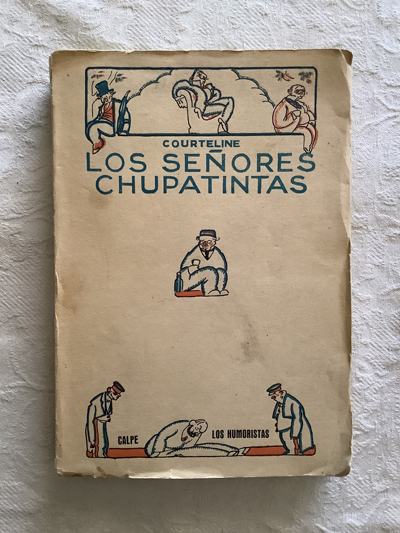 COURTELINE
LOS SEÑORES
CHUPATINTAS
CALPE
LOS HUMORISTAS